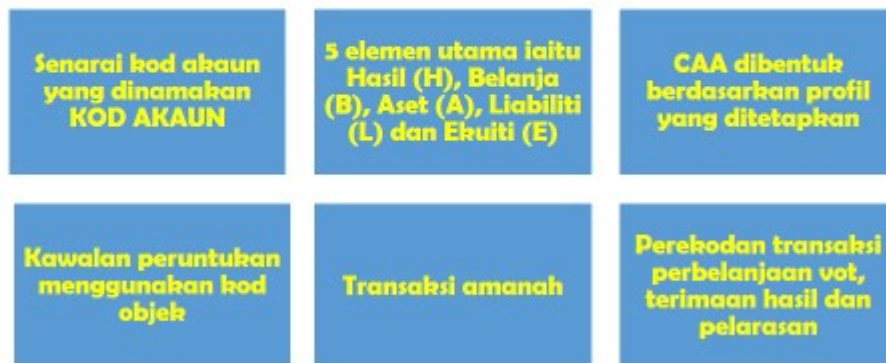 Senarai kod akaun
yang dinamakan
KOD AKAUN
5 elemen utama iaitu
Hasil (H), Belanja
(B), Aset (A), Liabiliti
(L) dan Ekuiti (E)
CAA dibentuk
berdasarkan profil
yang ditetapkan
Kawalan peruntukan
menggunakan kod
objek
Transaksi amanah
Perekodan transaksi
perbelanjaan vot,
terimaan hasil dan
pelarasan